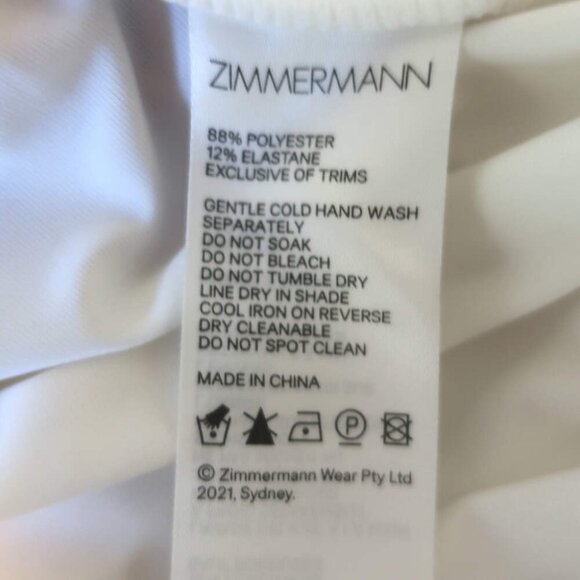 ZIMMERMANN
88% POLYESTER
12% ELASTANE
EXCLUSIVE OF TRIMS
GENTLE COLD HAND WASH
SEPARATELY
DO NOT SOAK
DO NOT BLEACH
DO NOT TUMBLE DRY
LINE DRY IN SHADE
COOL IRON ON REVERSE
DRY CLEANABLE
DO NOT SPOT CLEAN
MADE IN CHINA
P
© Zimmermann Wear Pty Ltd
2021, Sydney.